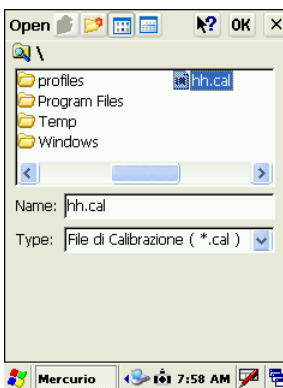 Open ? OK ×
\
profiles hh.cal
Program Files
Temp
Windows
Name: hh.cal
Type: File di Calibrazione ( *.cal )
Mercurio 7:58 AM